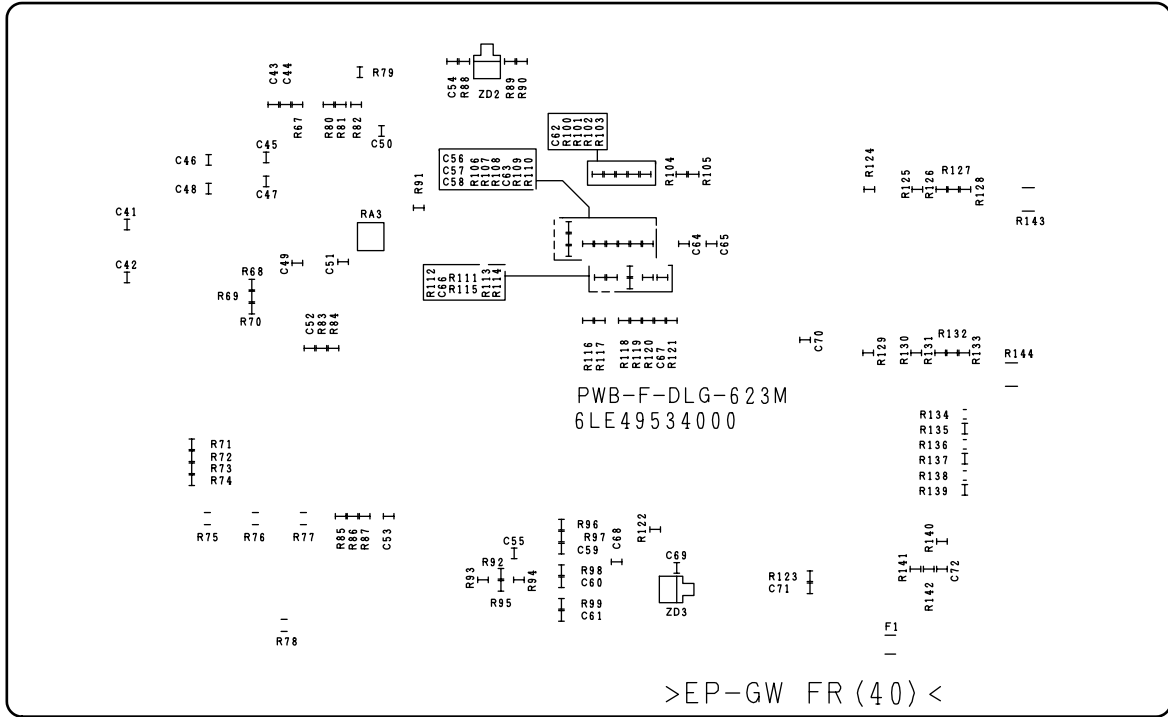 C43
C44
R79
C54
R88
ZD2
R89
R90
R67
R80
R81
R82
C50
C62
R100
R101
R102
R103
C46
C45
C48
C47
C56
C57
C58
R106
R107
R108
C63
R109
R110
R104
R105
R91
R124
R125
R126
R127
R128
R143
C41
RA3
C64
C65
C42
C49
C51
R68
R69
R70
R112
C66
R111
R115
R113
R114
C52
R83
R84
R116
R117
R118
R119
R120
C67
R121
C70
R129
R130
R131
R132
R133
R144
PWB-F-DLG-623M
6LE49534000
R134
R135
R136
R137
R138
R139
R71
R72
R73
R74
R75
R76
R77
R85
R86
R87
C53
R96
R97
C59
C68
R122
C55
R93
R92
R94
R95
R98
C60
R99
C61
C69
ZD3
R123
C71
R140
R141
R142
C72
R78
F1
>EP-GW FR(40)<